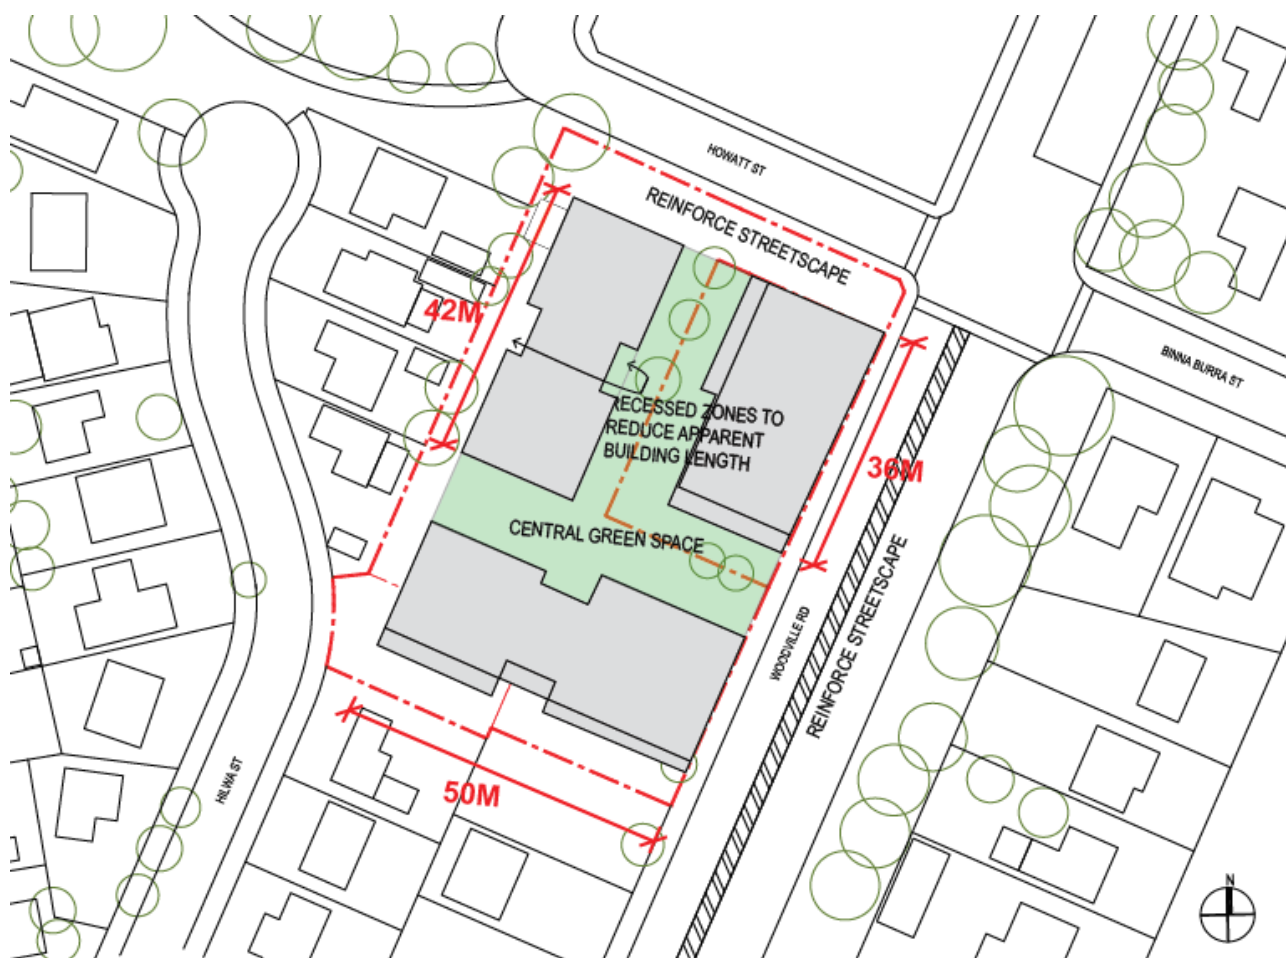 HOWATT ST
REINFORCE STREETSCAPE
42M
BINNA BURRA ST
RECESSED ZONES TO
REDUCE APPARENT
BUILDING LENGTH
36M
CENTRAL GREEN SPACE
REINFORCE STREETSCAPE
WOODVILLE RD
HILWA ST
50M
N